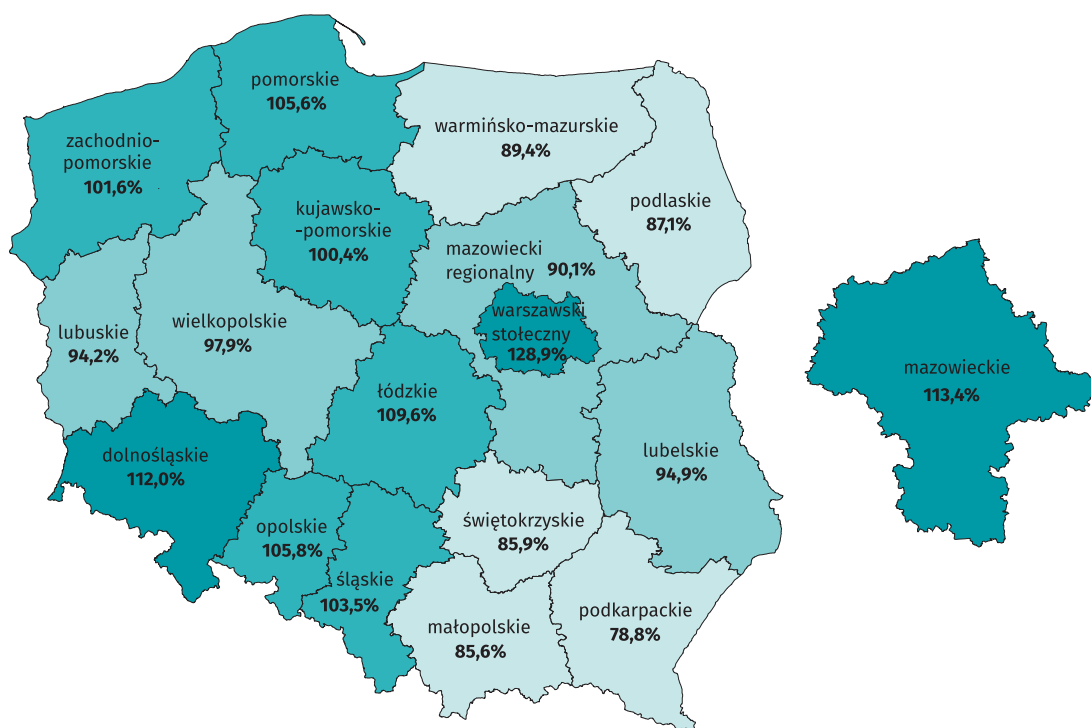 pomorskie
105,6%
zachodnio-
pomorskie
101,6%
warmińsko-mazurskie
89,4%
podlaskie
87,1%
kujawsko-
-pomorskie
100,4%
mazowiecki
regionalny 90,1%
warszawski
stołeczny
128,9%
lubuskie
94,2%
wielkopolskie
97,9%
łódzkie
109,6%
mazowieckie
113,4%
dolnośląskie
112,0%
lubelskie
94,9%
opolskie
105,8%
świętokrzyskie
85,9%
śląskie
103,5%
małopolskie
85,6%
podkarpackie
78,8%